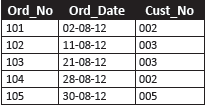 Ord_No Ord_Date Cust_No
101 02-08-12 002
102 11-08-12 003
103 21-08-12 003
104 28-08-12 002
105 30-08-12 005